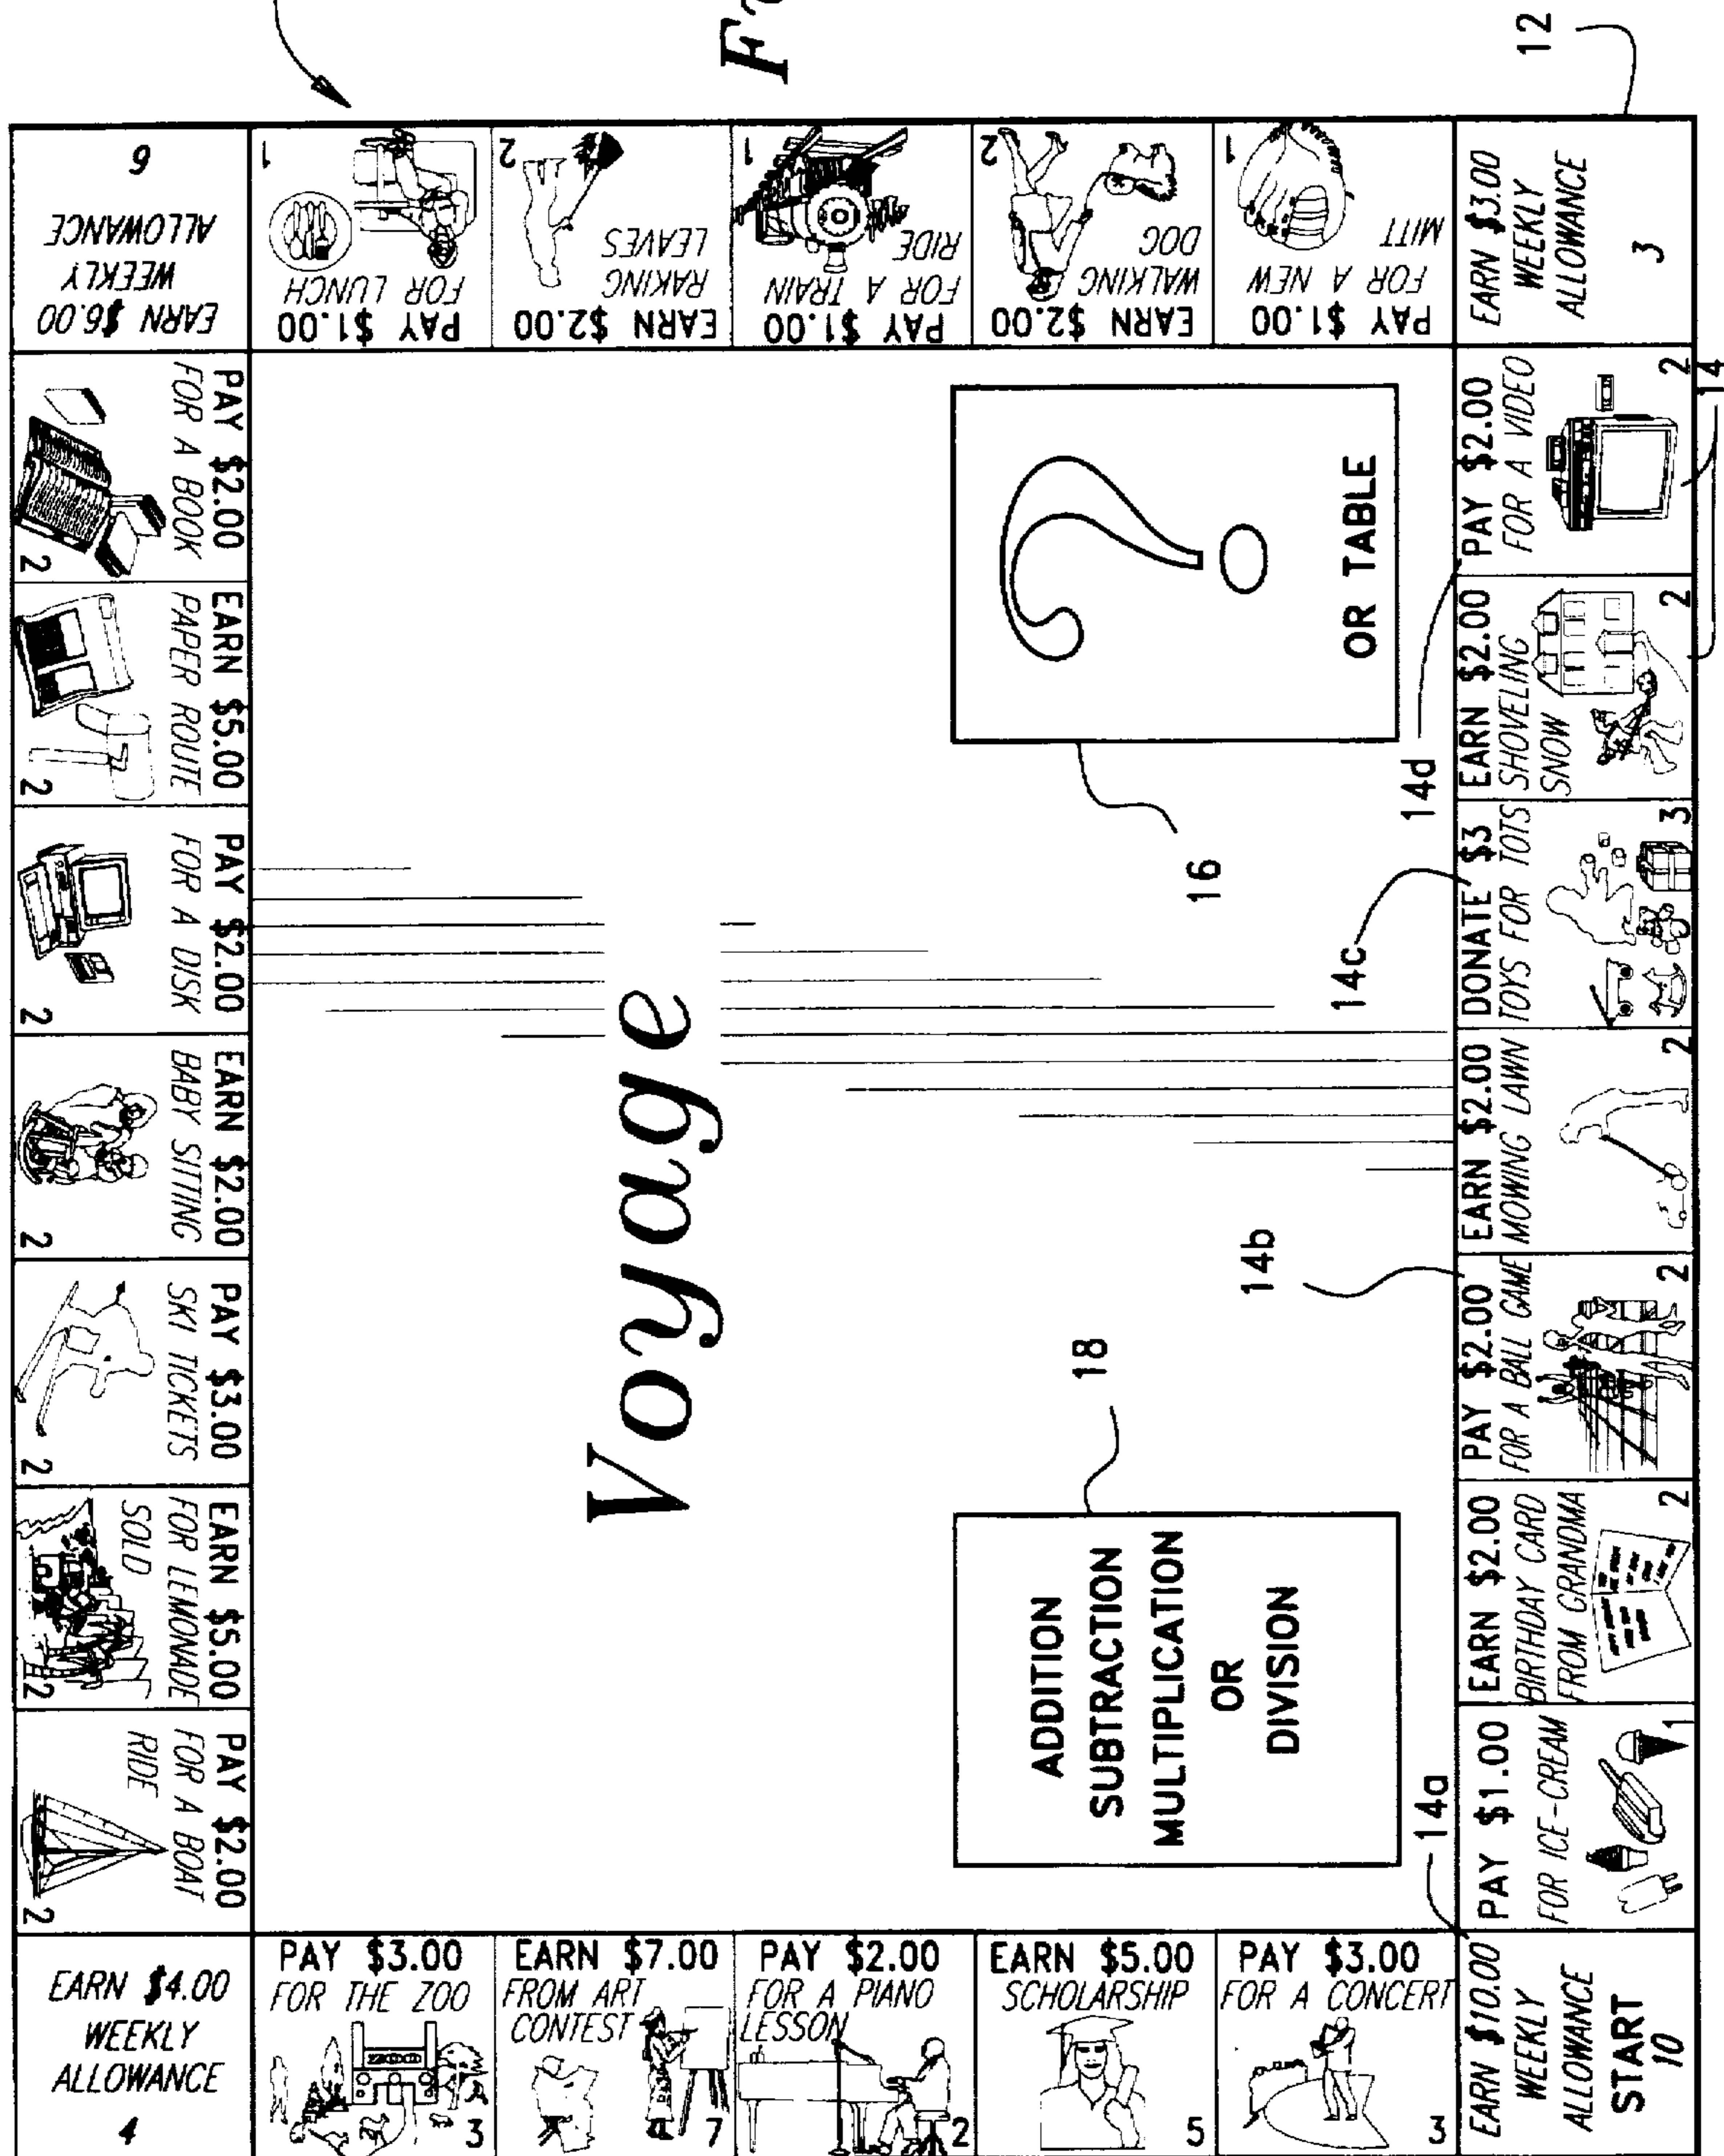 F
12
EARN $6.00
WEEKLY
ALLOWANCE
6
PAY $1.00
FOR LUNCH
1
EARN $2.00
RAKING
LEAVES
2
PAY $1.00
FOR A TRAIN
RIDE
1
EARN $2.00
WALKING
DOG
2
PAY $1.00
FOR A NEW
MITT
1
EARN $3.00
WEEKLY
ALLOWANCE
3
PAY $2.00
FOR A VIDEO
2
14
EARN $2.00
SHOVELING
SNOW
2
DONATE $3
TOYS FOR TOTS
3
EARN $2.00
MOWING LAWN
2
PAY $2.00
FOR A BALL GAME
2
EARN $2.00
BIRTHDAY CARD
FROM GRANDMA
2
PAY $1.00
FOR ICE-CREAM
1
EARN $10.00
WEEKLY
ALLOWANCE
START
10
PAY $3.00
FOR A CONCERT
3
EARN $5.00
SCHOLARSHIP
5
PAY $2.00
FOR A PIANO
LESSON
2
EARN $7.00
FROM ART
CONTEST
7
PAY $3.00
FOR THE ZOO
ZOO
3
EARN $4.00
WEEKLY
ALLOWANCE
4
PAY $2.00
FOR A BOAT
RIDE
2
EARN $5.00
FOR LEMONADE
SOLD
2
PAY $3.00
SKI TICKETS
2
EARN $2.00
BABY SITTING
2
PAY $2.00
FOR A DISK
2
EARN $5.00
PAPER ROUTE
2
PAY $2.00
FOR A BOOK
2
Voyage
?
OR TABLE
16
14d
14c
14b
18
ADDITION
SUBTRACTION
MULTIPLICATION
OR
DIVISION
14a